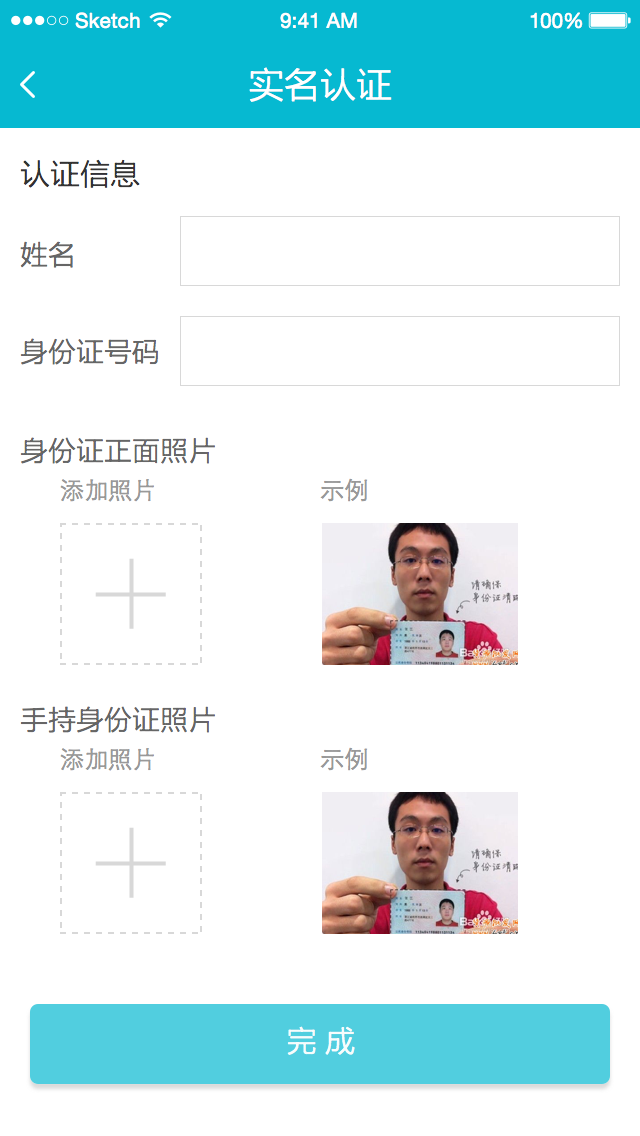 Sketch 9:41 AM 100%
实名认证
认证信息
姓名
身份证号码
身份证正面照片
添加照片 示例
请确保
身份证清晰
手持身份证照片
添加照片 示例
请确保
身份证清晰
完 成